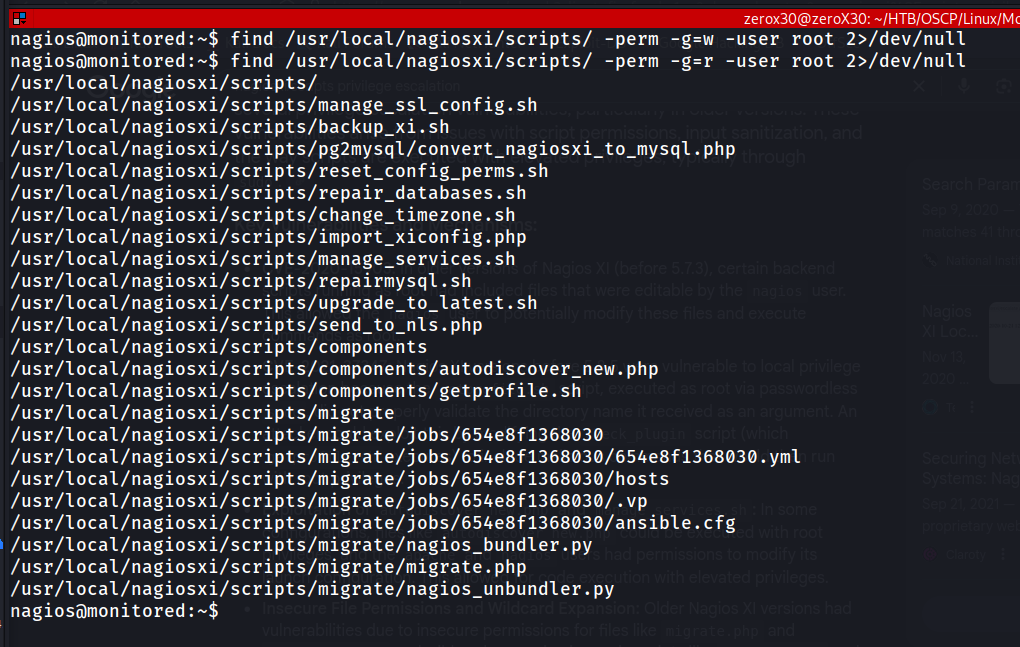 zerox30@zeroX30: ~/HTB/OSCP/Linux/Mo
nagios@monitored:~$ find /usr/local/nagiosxi/scripts/ -perm -g=w -user root 2>/dev/null
nagios@monitored:~$ find /usr/local/nagiosxi/scripts/ -perm -g=r -user root 2>/dev/null
/usr/local/nagiosxi/scripts/
/usr/local/nagiosxi/scripts/manage_ssl_config.sh
/usr/local/nagiosxi/scripts/backup_xi.sh
/usr/local/nagiosxi/scripts/pg2mysql/convert_nagiosxi_to_mysql.php
/usr/local/nagiosxi/scripts/reset_config_perms.sh
/usr/local/nagiosxi/scripts/repair_databases.sh
/usr/local/nagiosxi/scripts/change_timezone.sh
/usr/local/nagiosxi/scripts/import_xiconfig.php
/usr/local/nagiosxi/scripts/manage_services.sh
/usr/local/nagiosxi/scripts/repairmysql.sh
/usr/local/nagiosxi/scripts/upgrade_to_latest.sh
/usr/local/nagiosxi/scripts/send_to_nls.php
/usr/local/nagiosxi/scripts/components
/usr/local/nagiosxi/scripts/components/autodiscover_new.php
/usr/local/nagiosxi/scripts/components/getprofile.sh
/usr/local/nagiosxi/scripts/migrate
/usr/local/nagiosxi/scripts/migrate/jobs/654e8f1368030
/usr/local/nagiosxi/scripts/migrate/jobs/654e8f1368030/654e8f1368030.yml
/usr/local/nagiosxi/scripts/migrate/jobs/654e8f1368030/hosts
/usr/local/nagiosxi/scripts/migrate/jobs/654e8f1368030/.vp
/usr/local/nagiosxi/scripts/migrate/jobs/654e8f1368030/ansible.cfg
/usr/local/nagiosxi/scripts/migrate/nagios_bundler.py
/usr/local/nagiosxi/scripts/migrate/migrate.php
/usr/local/nagiosxi/scripts/migrate/nagios_unbundler.py
nagios@monitored:~$